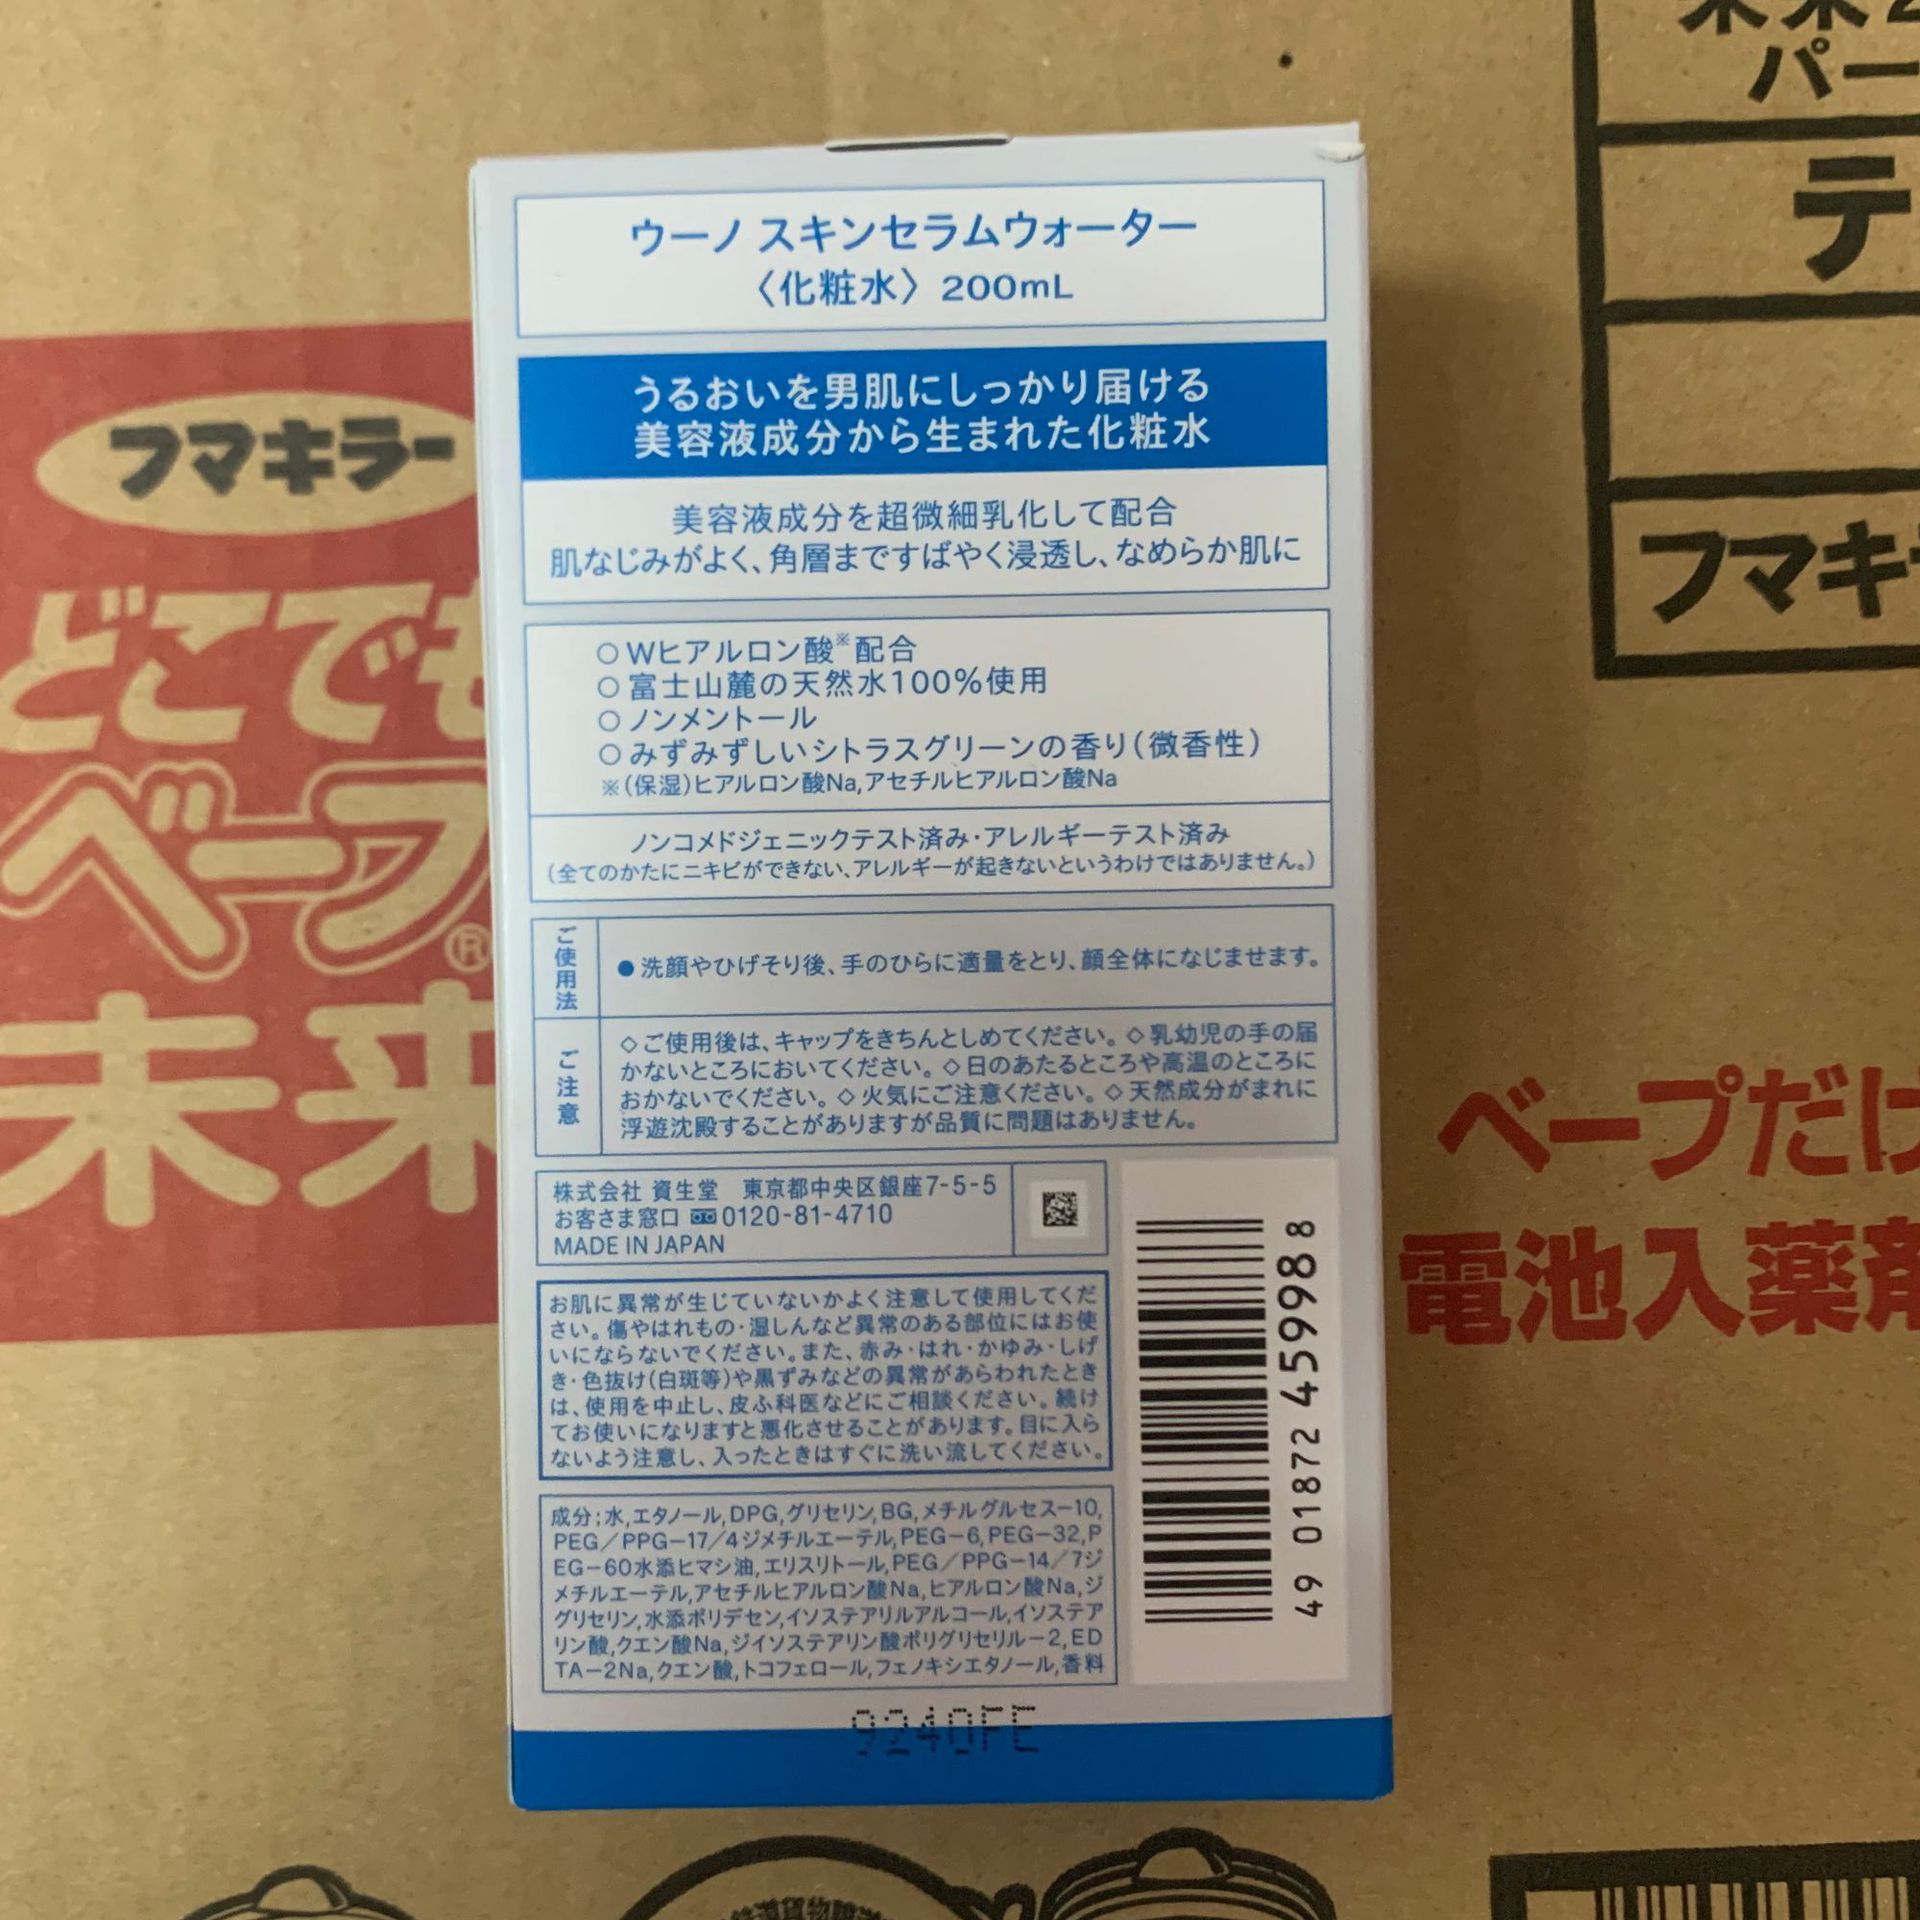 ウーノ スキンセラムウォーター
〈化粧水〉 200mL
うるおいを男肌にしっかり届ける
美容液成分から生まれた化粧水
美容液成分を超微細乳化して配合
肌なじみがよく、角層まですばやく浸透し、なめらか肌に
○Wヒアルロン酸※配合
○富士山麓の天然水100%使用
○ノンメントール
○みずみずしいシトラスグリーンの香り(微香性)
※(保湿)ヒアルロン酸Na,アセチルヒアルロン酸Na
ノンコメドジェニックテスト済み・アレルギーテスト済み
(全てのかたにニキビができない、アレルギーが起きないというわけではありません。)
ご使用法
●洗顔やひげそり後、手のひらに適量をとり、顔全体になじませます。
ご注意
◇ご使用後は、キャップをきちんとしめてください。◇乳幼児の手の届
かないところにおいてください。◇日のあたるところや高温のところに
おかないでください。◇火気にご注意ください。◇天然成分がまれに
浮遊沈殿することがありますが品質に問題はありません。
株式会社 資生堂 東京都中央区銀座7-5-5
お客さま窓口 0120-81-4710
MADE IN JAPAN
お肌に異常が生じていないかよく注意して使用してくだ
さい。傷やはれもの・湿しんなど異常のある部位にはお使
いにならないでください。また、赤み・はれ・かゆみ・しげ
き・色抜け(白斑等)や黒ずみなどの異常があらわれたとき
は、使用を中止し、皮ふ科医などにご相談ください。続け
てお使いになりますと悪化させることがあります。目に入ら
ないよう注意し、入ったときはすぐに洗い流してください。
成分:水,エタノール,DPG,グリセリン,BG,メチルグルセス-10,
PEG/PPG-17/4ジメチルエーテル,PEG-6,PEG-32,P
EG-60水添ヒマシ油,エリスリトール,PEG/PPG-14/7ジ
メチルエーテル,アセチルヒアルロン酸Na,ヒアルロン酸Na,ジ
グリセリン,水添ポリデセン,イソステアリルアルコール,イソステア
リン酸,クエン酸Na,ジイソステアリン酸ポリグリセリル-2,ED
TA-2Na,クエン酸,トコフェロール,フェノキシエタノール,香料
49 01872 45998 8
9240FE
フマキラー
どこでも
ベープ®
未来
パー
テ
フマキ
ベープだけ
電池入薬剤